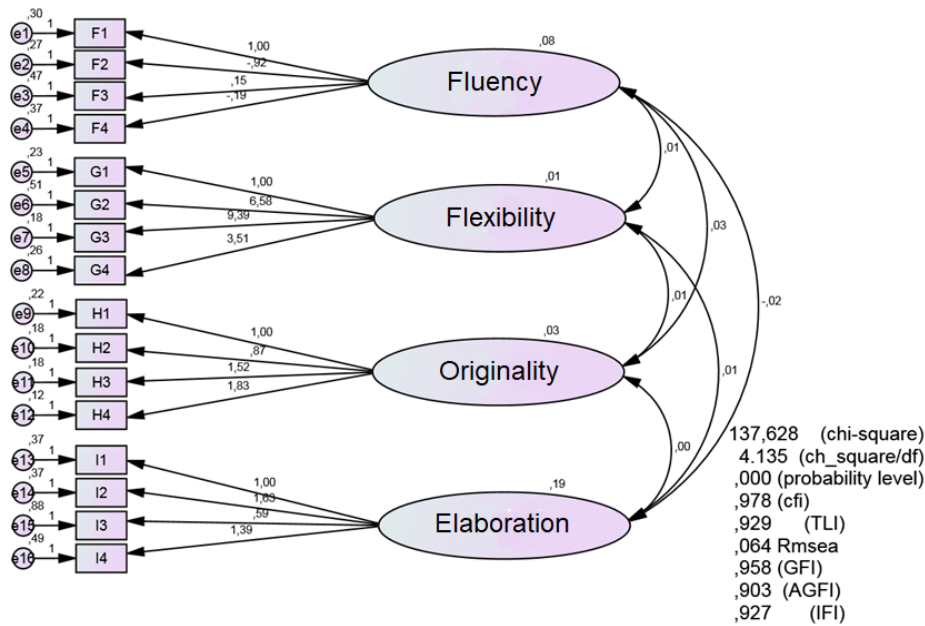 ,30
e1 1 F1
,27
e2 1 F2
,47
e3 1 F3
,37
e4 1 F4
1,00
-,92
,15
-,19
,08
Fluency
,23
e5 1 G1
,51
e6 1 G2
,18
e7 1 G3
,26
e8 1 G4
1,00
6,58
9,39
3,51
,01
Flexibility
,22
e9 1 H1
,18
e10 1 H2
,18
e11 1 H3
,12
e12 1 H4
1,00
,87
1,52
1,83
,03
Originality
,37
e13 1 I1
,37
e14 1 I2
,88
e15 1 I3
,49
e16 1 I4
1,00
1,63
,59
1,39
,19
Elaboration
,01
,03
,01
-,02
,01
,00
137,628 (chi-square)
4.135 (ch_square/df)
,000 (probability level)
,978 (cfi)
,929 (TLI)
,064 Rmsea
,958 (GFI)
,903 (AGFI)
,927 (IFI)